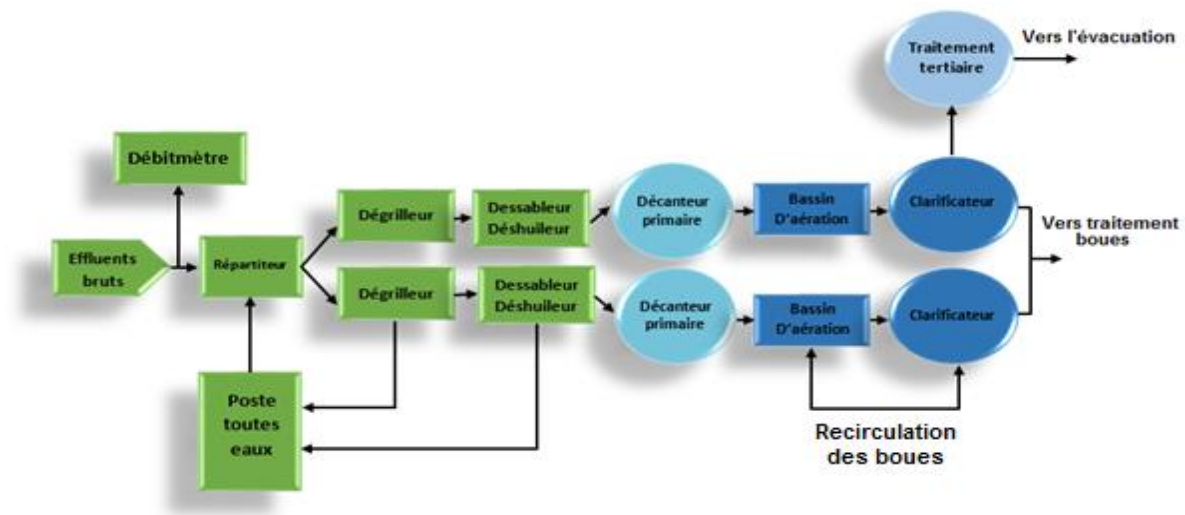 Traitement
tertiaire
Vers l'évacuation
Débitmètre
Effluents
bruts
Répartiteur
Dégrilleur
Dessableur
Déshuileur
Décanteur
primaire
Bassin
D'aération
Clarificateur
Vers traitement
boues
Dégrilleur
Dessableur
Déshuileur
Décanteur
primaire
Bassin
D'aération
Clarificateur
Poste
toutes
eaux
Recirculation
des boues